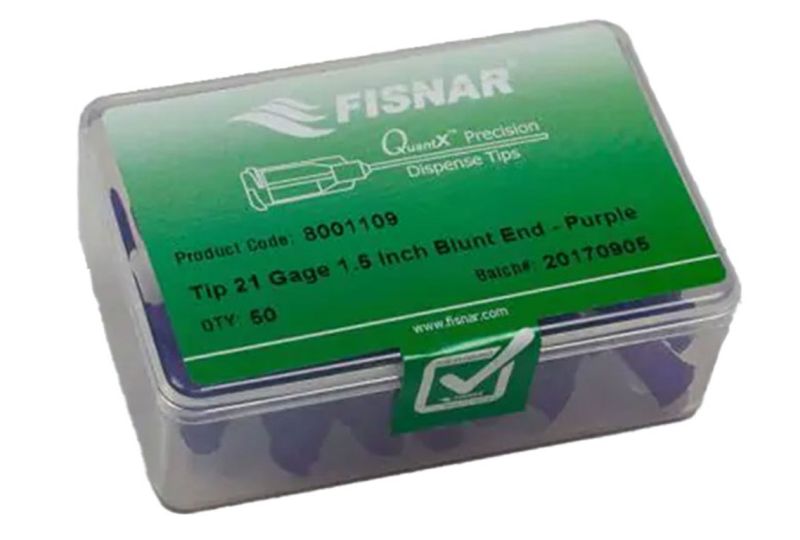 FISNAR®
QuantX™ Precision
Dispense Tips
Product Code: 8001109
Tip 21 Gage 1.5 Inch Blunt End - Purple
QTY: 50
Batch#: 20170905
www.fisnar.com